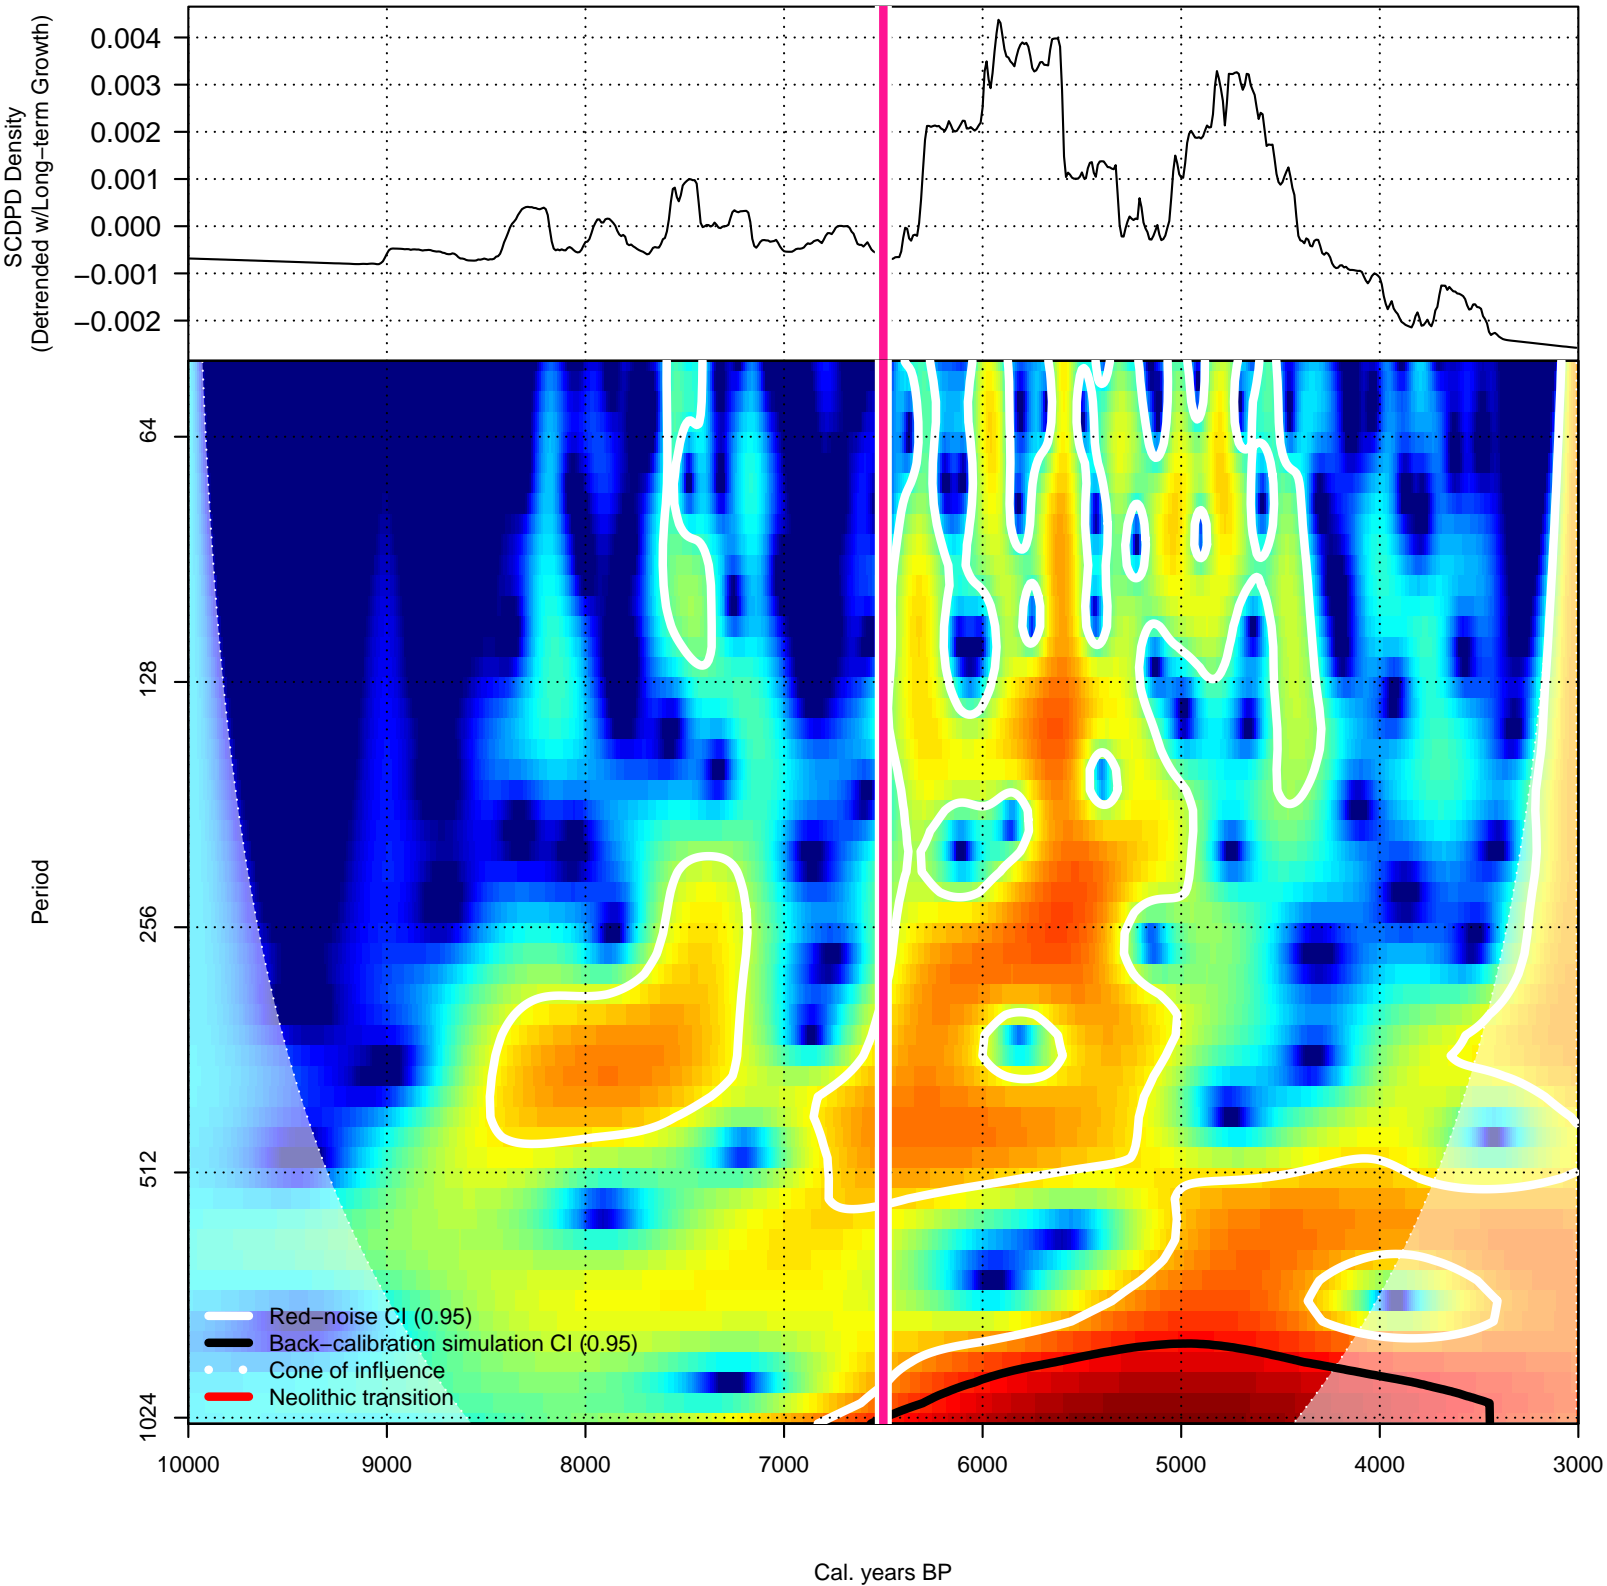 SCDPD Density
(Detrended w/Long−term Growth)
0.004
0.003
0.002
0.001
0.000
−0.001
−0.002
Period
64
128
256
512
1024
Red−noise CI (0.95)
Back−calibration simulation CI (0.95)
Cone of influence
Neolithic transition
10000 9000 8000 7000 6000 5000 4000 3000
Cal. years BP